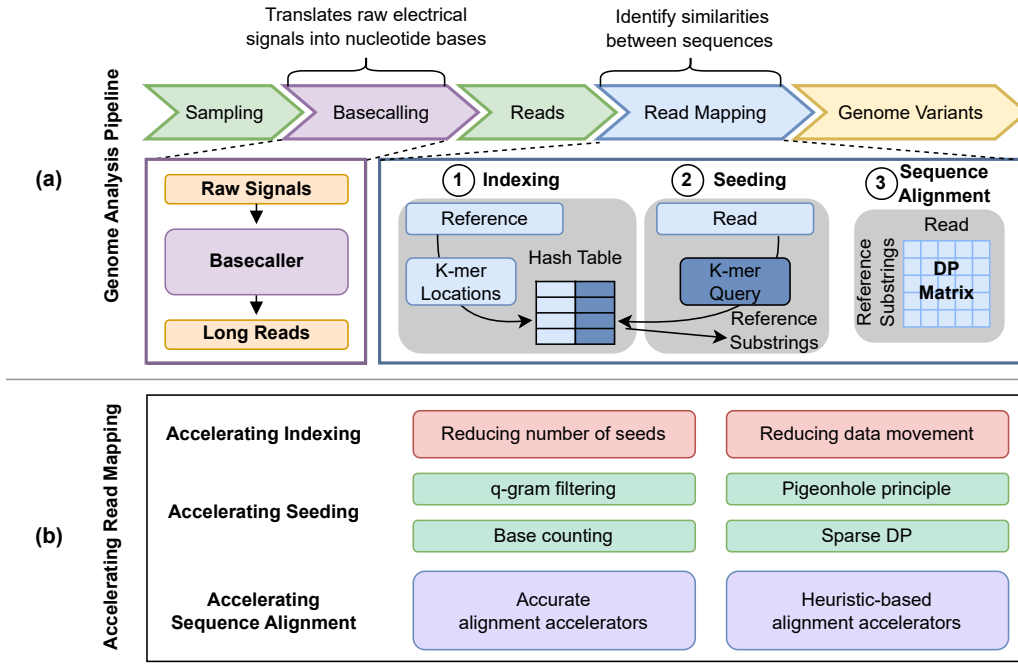 Translates raw electrical
signals into nucleotide bases
Identify similarities
between sequences
Genome Analysis Pipeline
Sampling
Basecalling
Reads
Read Mapping
Genome Variants
(a)
Raw Signals
Basecaller
Long Reads
1 Indexing
Reference
K-mer
Locations
Hash Table
2 Seeding
Read
K-mer
Query
Reference
Substrings
3 Sequence
Alignment
Read
Reference
Substrings
DP
Matrix
(b)
Accelerating Read Mapping
Accelerating Indexing
Reducing number of seeds
Reducing data movement
Accelerating Seeding
q-gram filtering
Pigeonhole principle
Base counting
Sparse DP
Accelerating
Sequence Alignment
Accurate
alignment accelerators
Heuristic-based
alignment accelerators